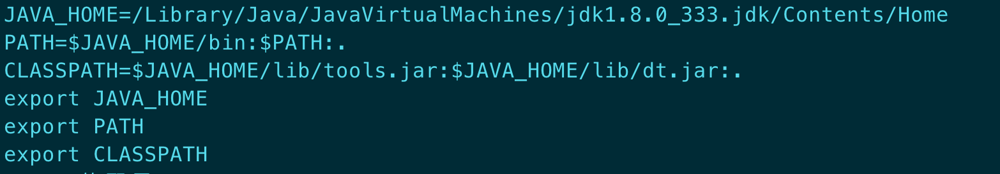 JAVA_HOME=/Library/Java/JavaVirtualMachines/jdk1.8.0_333.jdk/Contents/Home
PATH=$JAVA_HOME/bin:$PATH:.
CLASSPATH=$JAVA_HOME/lib/tools.jar:$JAVA_HOME/lib/dt.jar:.
export JAVA_HOME
export PATH
export CLASSPATH